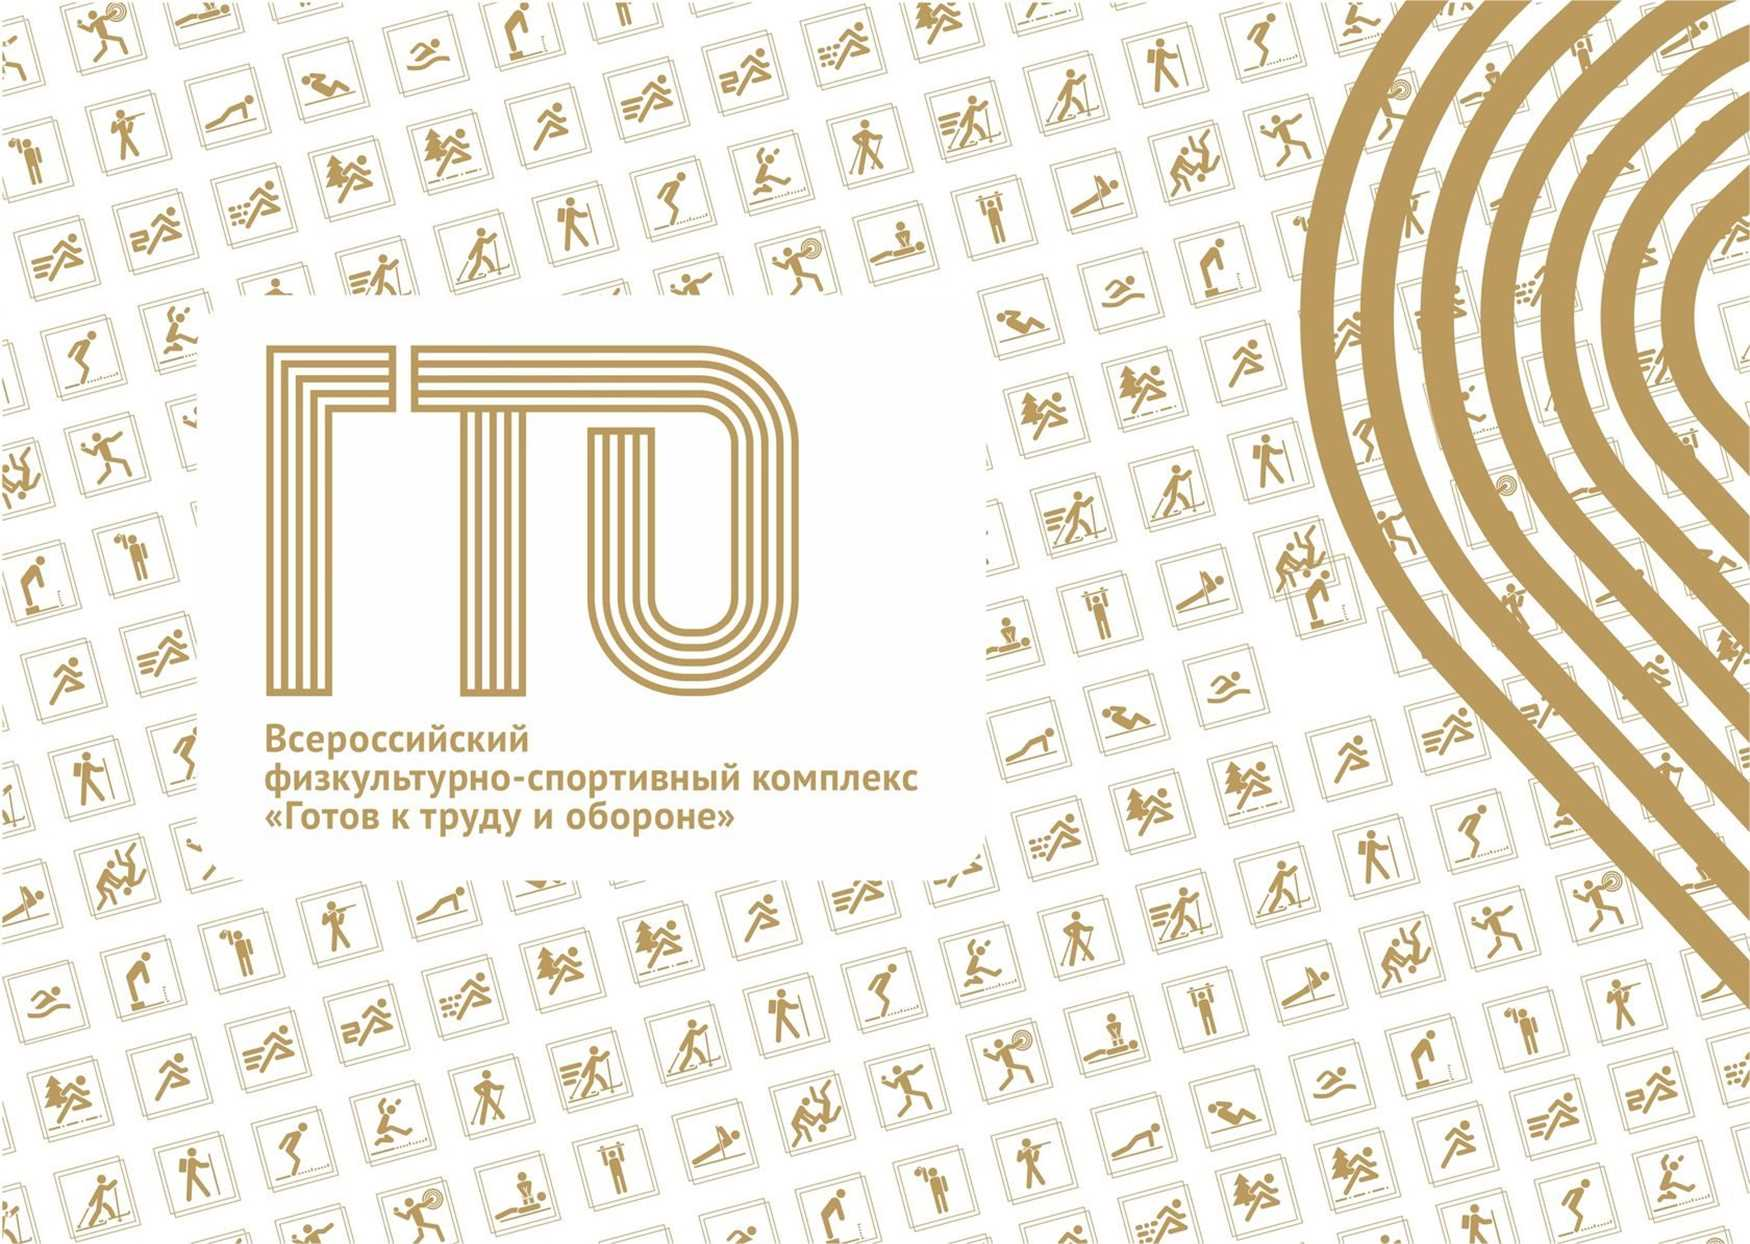 ГТО
Всероссийский
физкультурно-спортивный комплекс
«Готов к труду и обороне»